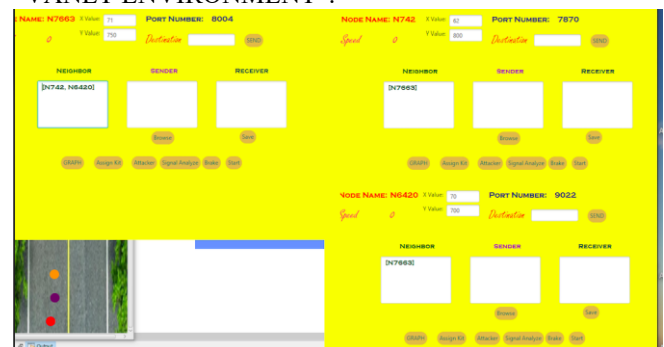 VANET ENVIRONMENT .
E NAME: N7663 X Value: 71 PORT NUMBER: 8004
0 Y Value: 750 Destination SEND
NEIGHBOR SENDER RECEIVER
[N742, N6420]
Browse Save
GRAPH Assign Kit Attacker Signal Analyze Brake Start
NODE NAME: N742 X Value: 62 PORT NUMBER: 7870
Speed 0 Y Value: 800 Destination SEND
NEIGHBOR SENDER RECEIVER
[N7663]
Browse Save
GRAPH Assign Kit Attacker Signal Analyze Brake Start
NODE NAME: N6420 X Value: 70 PORT NUMBER: 9022
Speed 0 Y Value: 700 Destination SEND
NEIGHBOR SENDER RECEIVER
[N7663]
Browse Save
GRAPH Assign Kit Attacker Signal Analyze Brake Start
Output